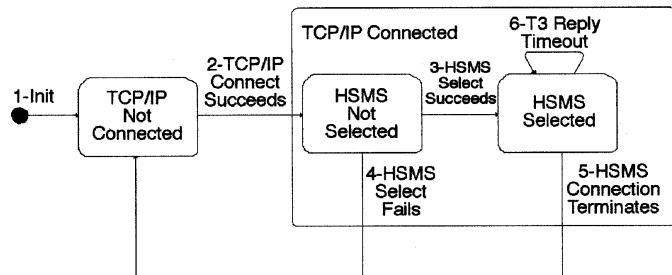 TCP/IP Connected
6-T3 Reply
Timeout
1-Init
TCP/IP
Not
Connected
2-TCP/IP
Connect
Succeeds
HSMS
Not
Selected
3-HSMS
Select
Succeeds
HSMS
Selected
4-HSMS
Select
Fails
5-HSMS
Connection
Terminates